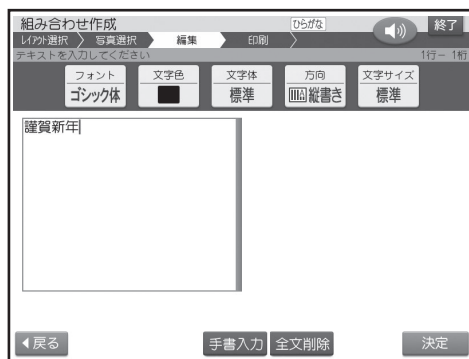 組み合わせ作成 ひらがな 終了
ﾚｲｱｳﾄ選択 写真選択 編集 印刷
テキストを入力してください 1行－ 1桁
フォント 文字色 文字体 方向 文字サイズ
ゴシック体 標準 縦書き 標準
謹賀新年
戻る 手書入力 全文削除 決定